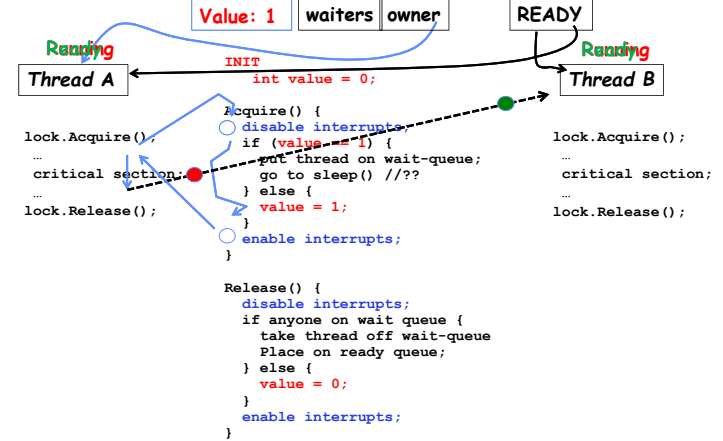 Value: 1 waiters owner READY
Running Ready
Thread A
Running Ready
Thread B
INIT
int value = 0;
Acquire() {
disable interrupts;
if (value == 1) {
put thread on wait-queue;
go to sleep() //??
} else {
value = 1;
}
enable interrupts;
}
Release() {
disable interrupts;
if anyone on wait queue {
take thread off wait-queue
Place on ready queue;
} else {
value = 0;
}
enable interrupts;
}
lock.Acquire();
…
critical section;
…
lock.Release();
lock.Acquire();
…
critical section;
…
lock.Release();